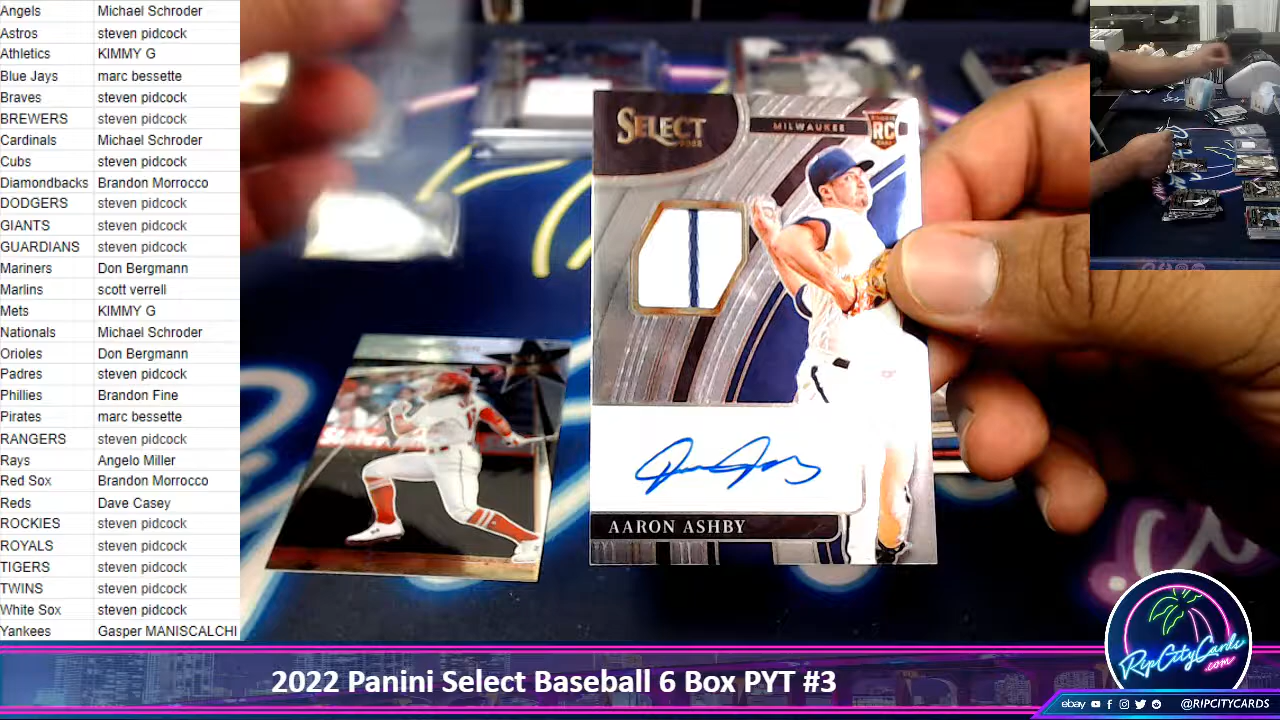 Angels Michael Schroder
Astros steven pidcock
Athletics KIMMY G
Blue Jays marc bessette
Braves steven pidcock
BREWERS steven pidcock
Cardinals Michael Schroder
Cubs steven pidcock
Diamondbacks Brandon Morrocco
DODGERS steven pidcock
GIANTS steven pidcock
GUARDIANS steven pidcock
Mariners Don Bergmann
Marlins scott verrell
Mets KIMMY G
Nationals Michael Schroder
Orioles Don Bergmann
Padres steven pidcock
Phillies Brandon Fine
Pirates marc bessette
RANGERS steven pidcock
Rays Angelo Miller
Red Sox Brandon Morrocco
Reds Dave Casey
ROCKIES steven pidcock
ROYALS steven pidcock
TIGERS steven pidcock
TWINS steven pidcock
White Sox steven pidcock
Yankees Gasper MANISCALCHI
SELECT
MILWAUKEE
RC
AARON ASHBY
2022 Panini Select Baseball 6 Box PYT #3
RipCityCards
.com
ebay @RIPCITYCARDS